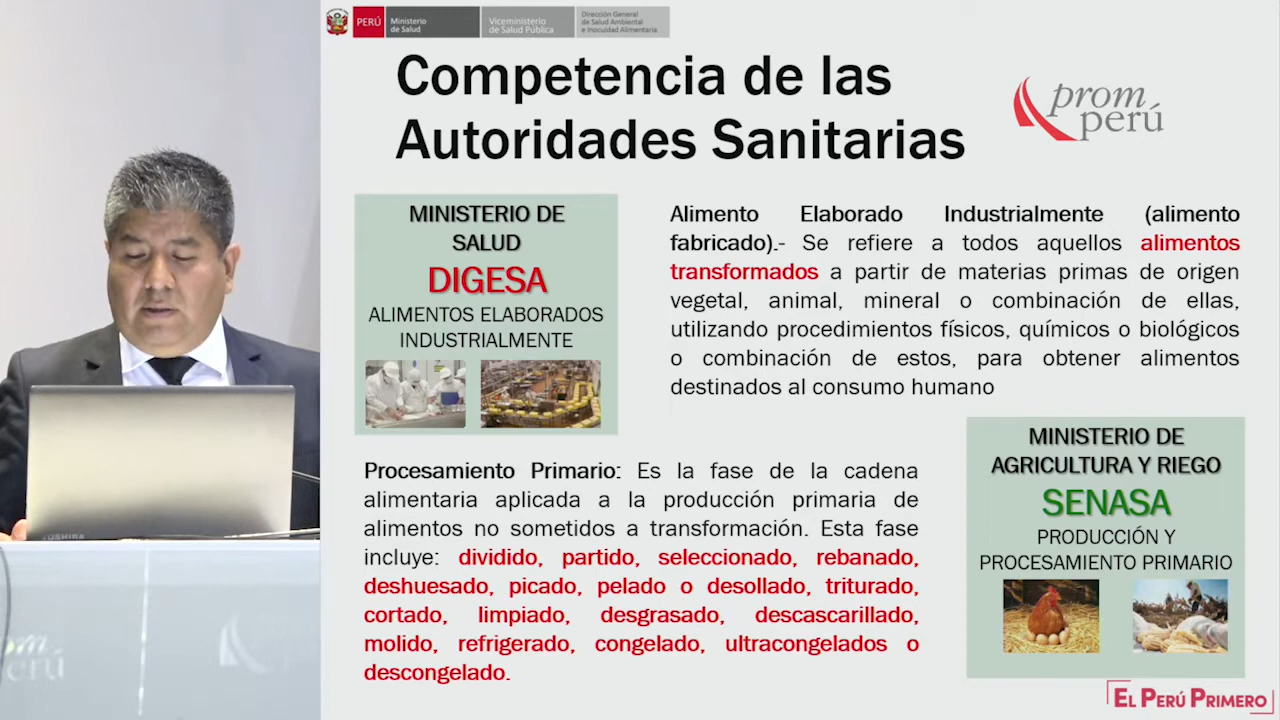 PERÚ
Ministerio
de Salud
Viceministerio
de Salud Pública
Dirección General
de Salud Ambiental
e Inocuidad Alimentaria
Competencia de las
Autoridades Sanitarias
prom
perú
MINISTERIO DE
SALUD
DIGESA
ALIMENTOS ELABORADOS
INDUSTRIALMENTE
Alimento Elaborado Industrialmente (alimento
fabricado).- Se refiere a todos aquellos alimentos
transformados a partir de materias primas de origen
vegetal, animal, mineral o combinación de ellas,
utilizando procedimientos físicos, químicos o biológicos
o combinación de estos, para obtener alimentos
destinados al consumo humano
Procesamiento Primario: Es la fase de la cadena
alimentaria aplicada a la producción primaria de
alimentos no sometidos a transformación. Esta fase
incluye: dividido, partido, seleccionado, rebanado,
deshuesado, picado, pelado o desollado, triturado,
cortado, limpiado, desgrasado, descascarillado,
molido, refrigerado, congelado, ultracongelados o
descongelado.
MINISTERIO DE
AGRICULTURA Y RIEGO
SENASA
PRODUCCIÓN Y
PROCESAMIENTO PRIMARIO
TOSHIBA
prom
perú
EL PERÚ PRIMERO